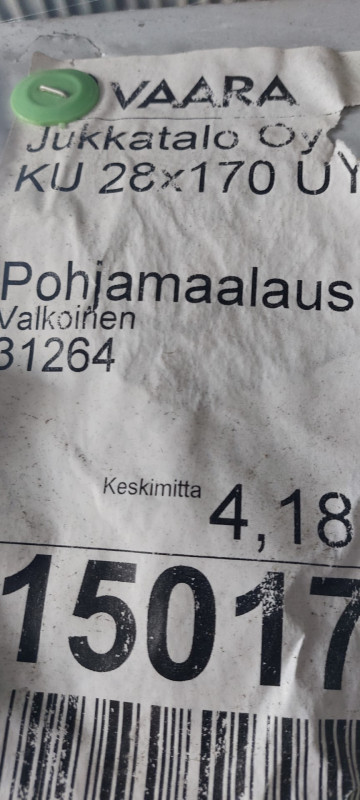 VAARA
Jukkatalo Oy
KU 28x170 UY
Pohjamaalaus
Valkoinen
31264
Keskimitta 4,18
15017